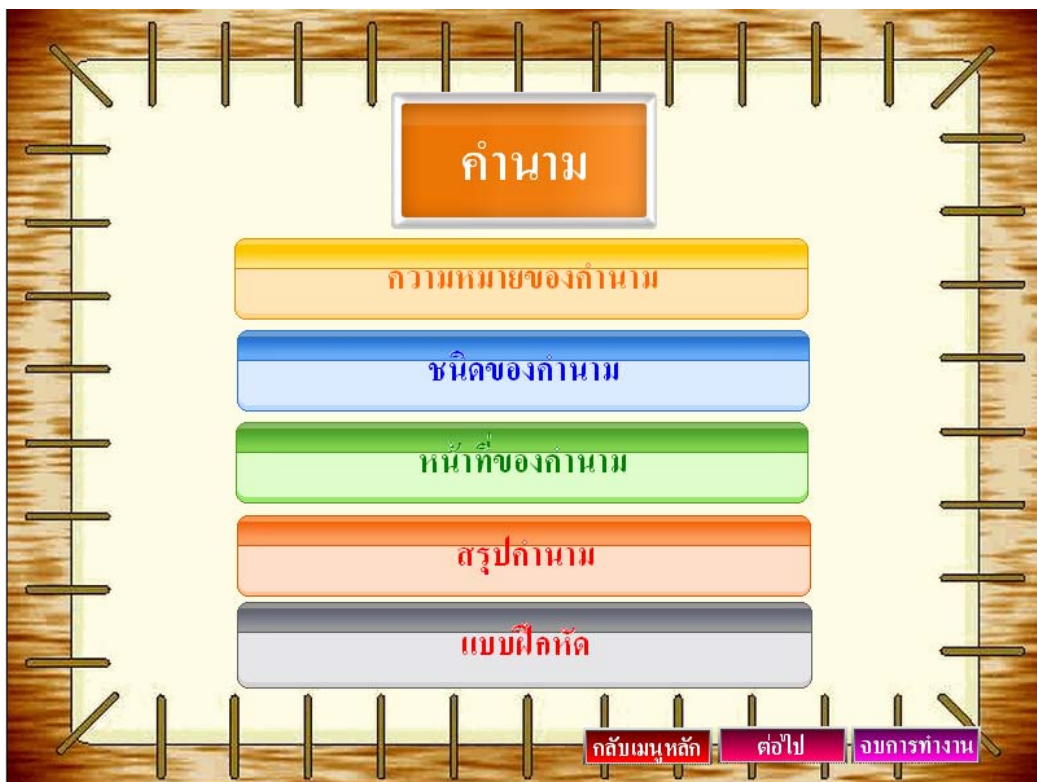 คำนาม
ความหมายของคำนาม
ชนิดของคำนาม
หน้าที่ของคำนาม
สรุปคำนาม
แบบฝึกหัด
กลับเมนูหลัก ต่อไป จบการทำงาน